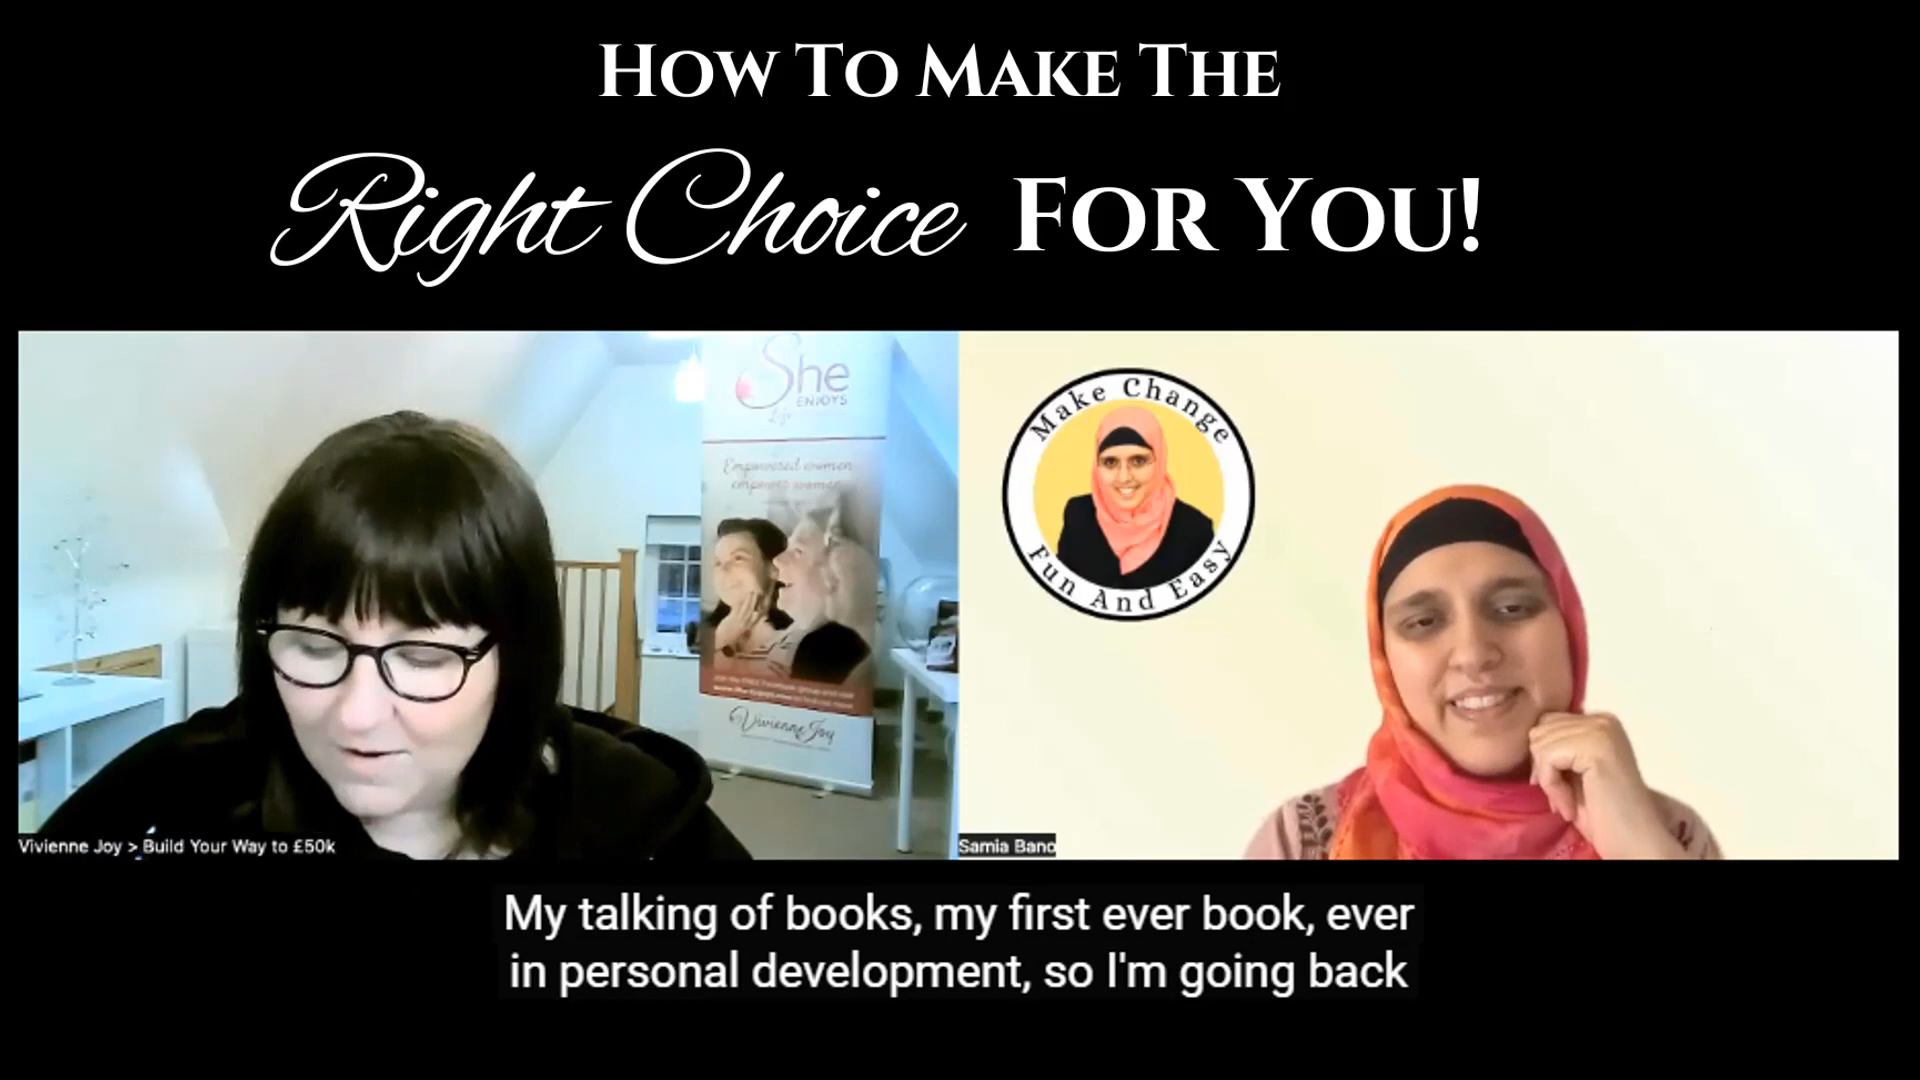 How To Make The
Right Choice For You!
She
ENJOYS
Life
Empowered women
empower women
Vivienne Joy
Make Change
Fun And Easy
Vivienne Joy > Build Your Way to £50k
Samia Bano
My talking of books, my first ever book, ever
in personal development, so I'm going back